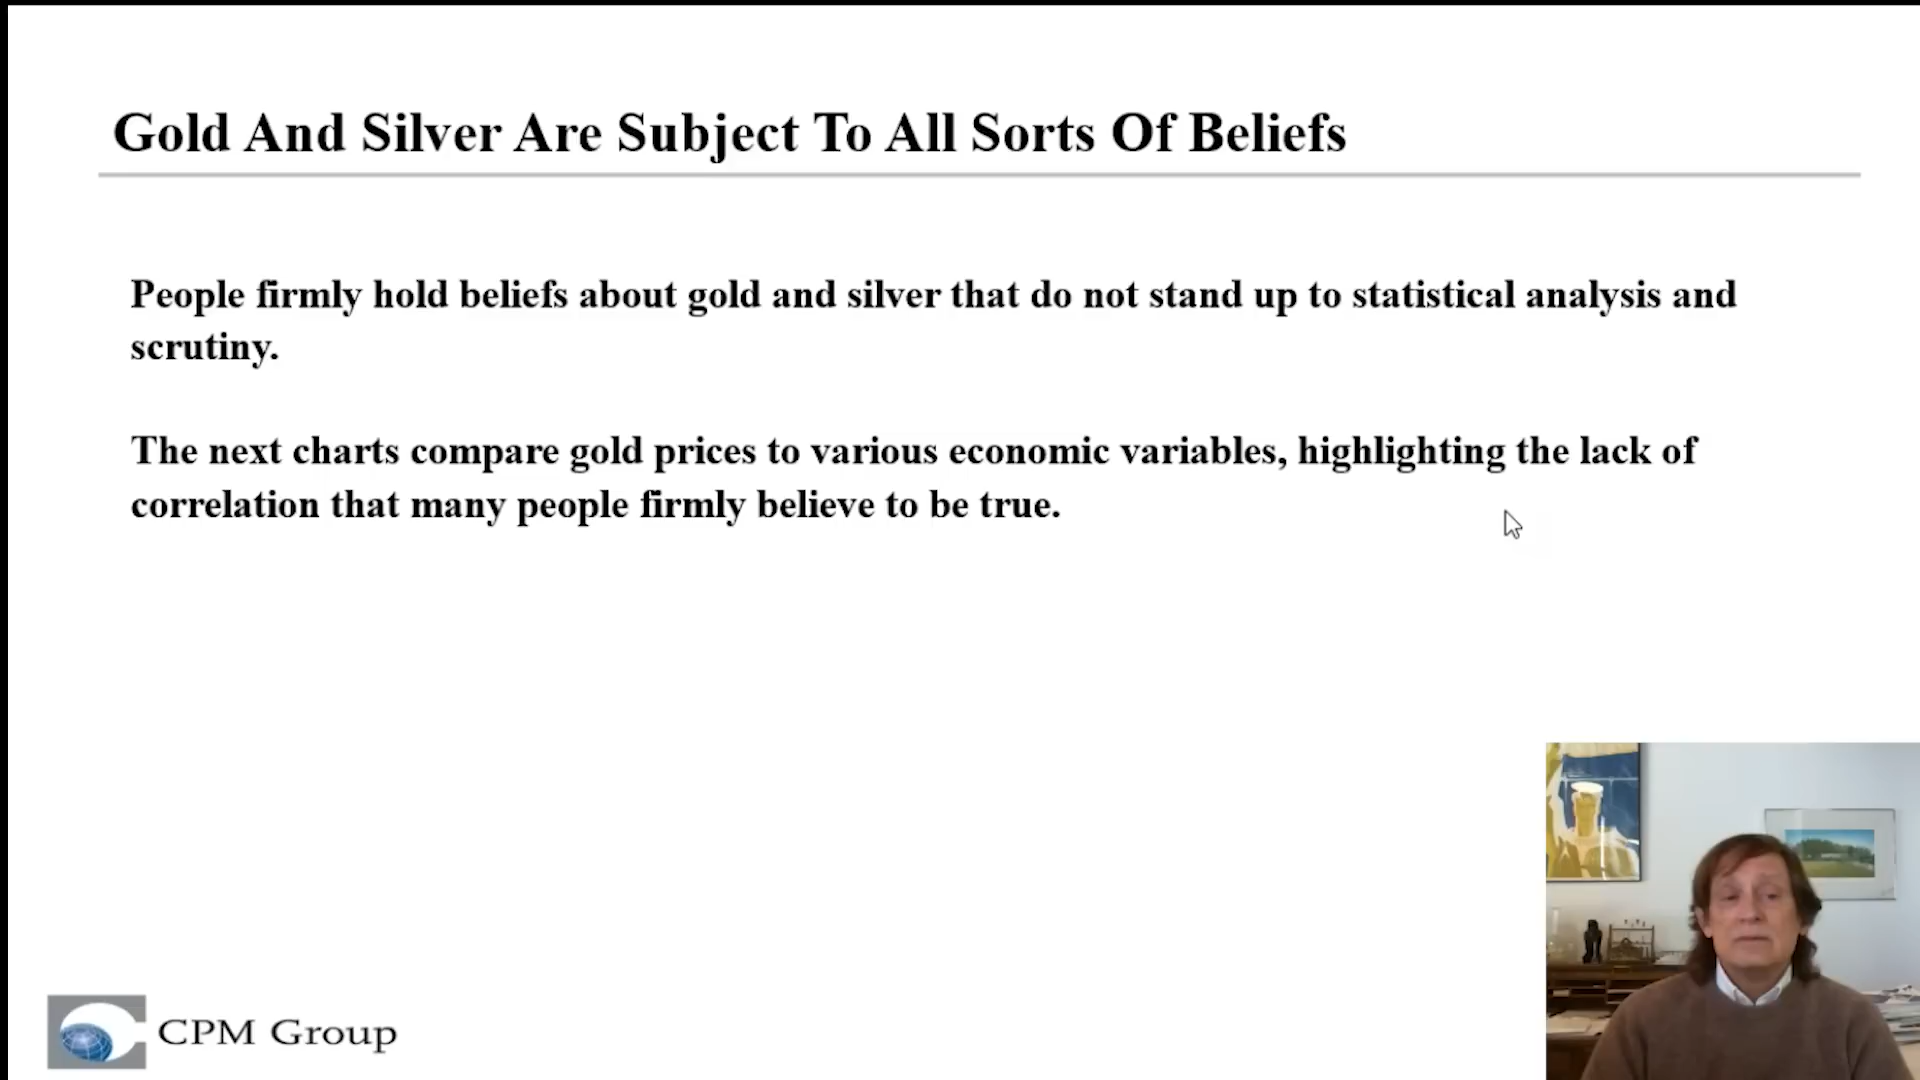 Gold And Silver Are Subject To All Sorts Of Beliefs
People firmly hold beliefs about gold and silver that do not stand up to statistical analysis and
scrutiny.
The next charts compare gold prices to various economic variables, highlighting the lack of
correlation that many people firmly believe to be true.
CPM Group